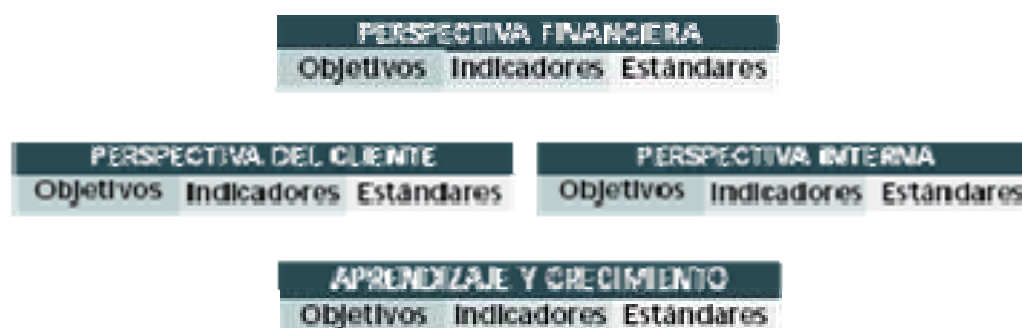 PERSPECTIVA FINANCIERA
Objetivos Indicadores Estándares
PERSPECTIVA DEL CLIENTE
Objetivos Indicadores Estándares
PERSPECTIVA INTERNA
Objetivos Indicadores Estándares
APRENDIZAJE Y CRECIMIENTO
Objetivos Indicadores Estándares